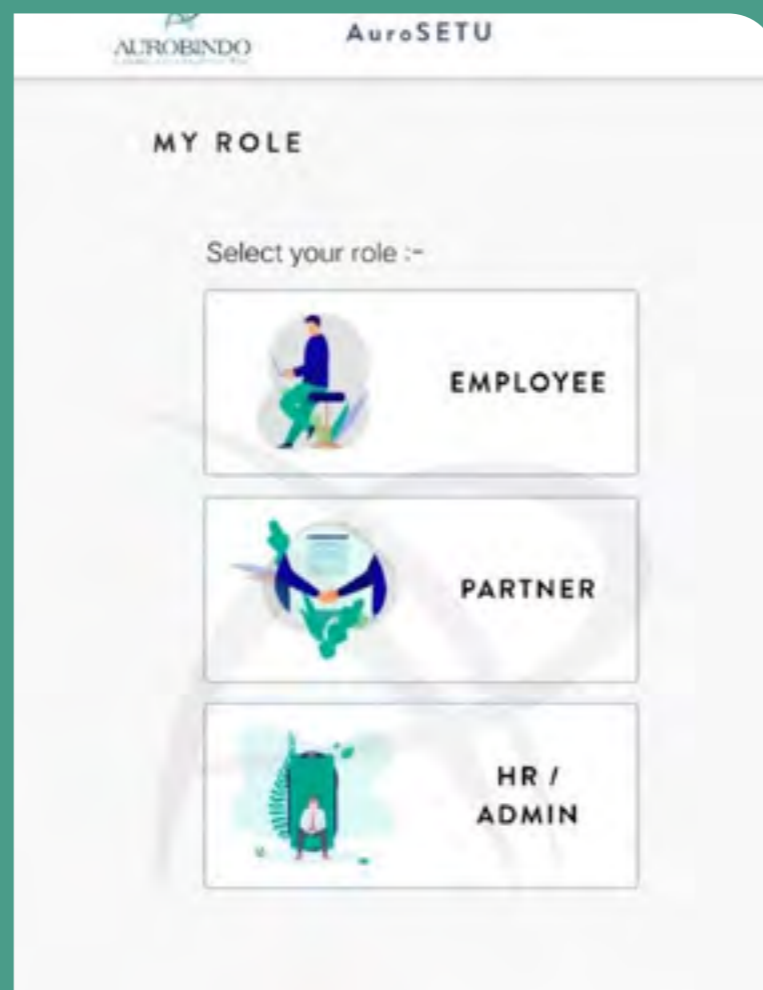 AUROBINDO
AuroSETU
MY ROLE
Select your role :-
EMPLOYEE
PARTNER
HR /
ADMIN